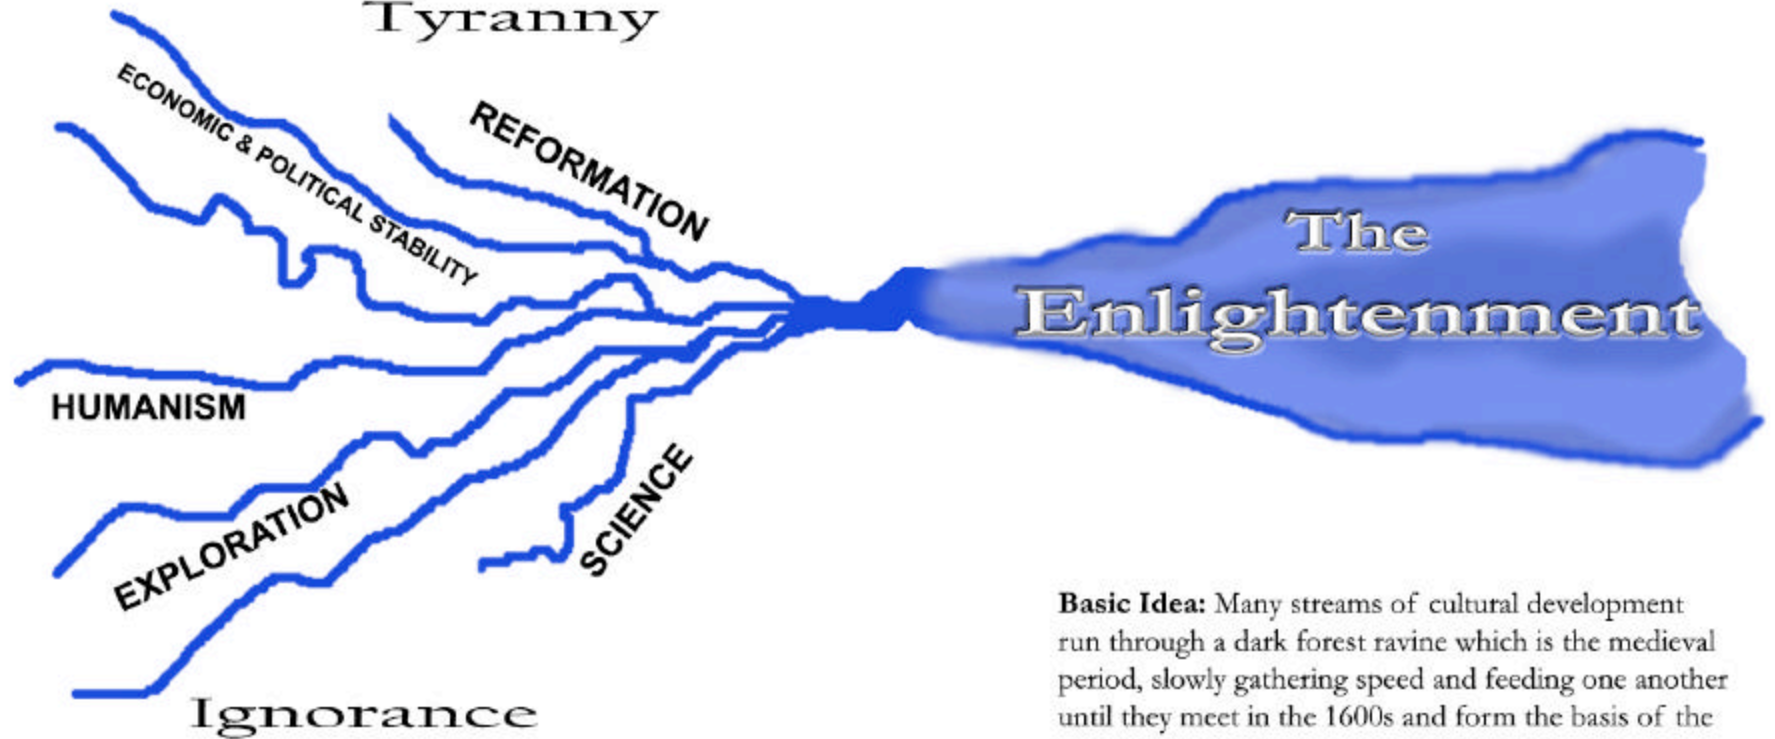 Tyranny
ECONOMIC & POLITICAL STABILITY
REFORMATION
The
Enlightenment
HUMANISM
EXPLORATION
SCIENCE
Ignorance
Basic Idea: Many streams of cultural development
run through a dark forest ravine which is the medieval
period, slowly gathering speed and feeding one another
until they meet in the 1600s and form the basis of the